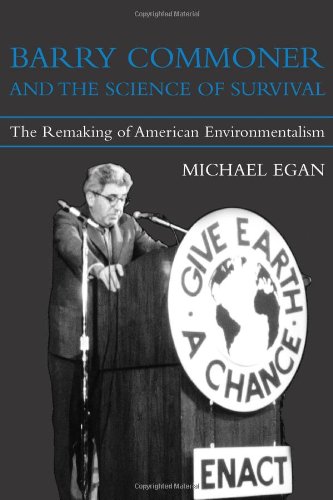 BARRY COMMONER
AND THE SCIENCE OF SURVIVAL
The Remaking of American Environmentalism
MICHAEL EGAN
GIVE EARTH
A CHANCE
ENACT